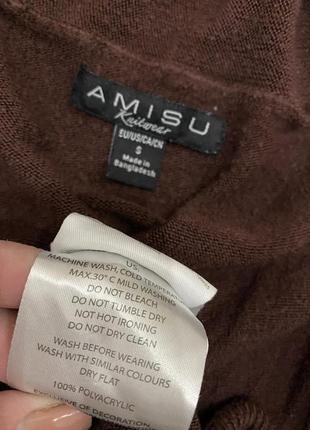 AMISU
Knitwear
EU/US/CA/CN
S
Made in
Bangladesh
US,
MACHINE WASH, COLD TEMPERA
MAX.30° C MILD WASHING
DO NOT BLEACH
DO NOT TUMBLE DRY
NOT HOT IRONING
DO NOT DRY CLEAN
WASH BEFORE WEARING
WASH WITH SIMILAR COLOURS
DRY FLAT
100% POLYACRYLIC
EXCLUSIVE OF DECORATION